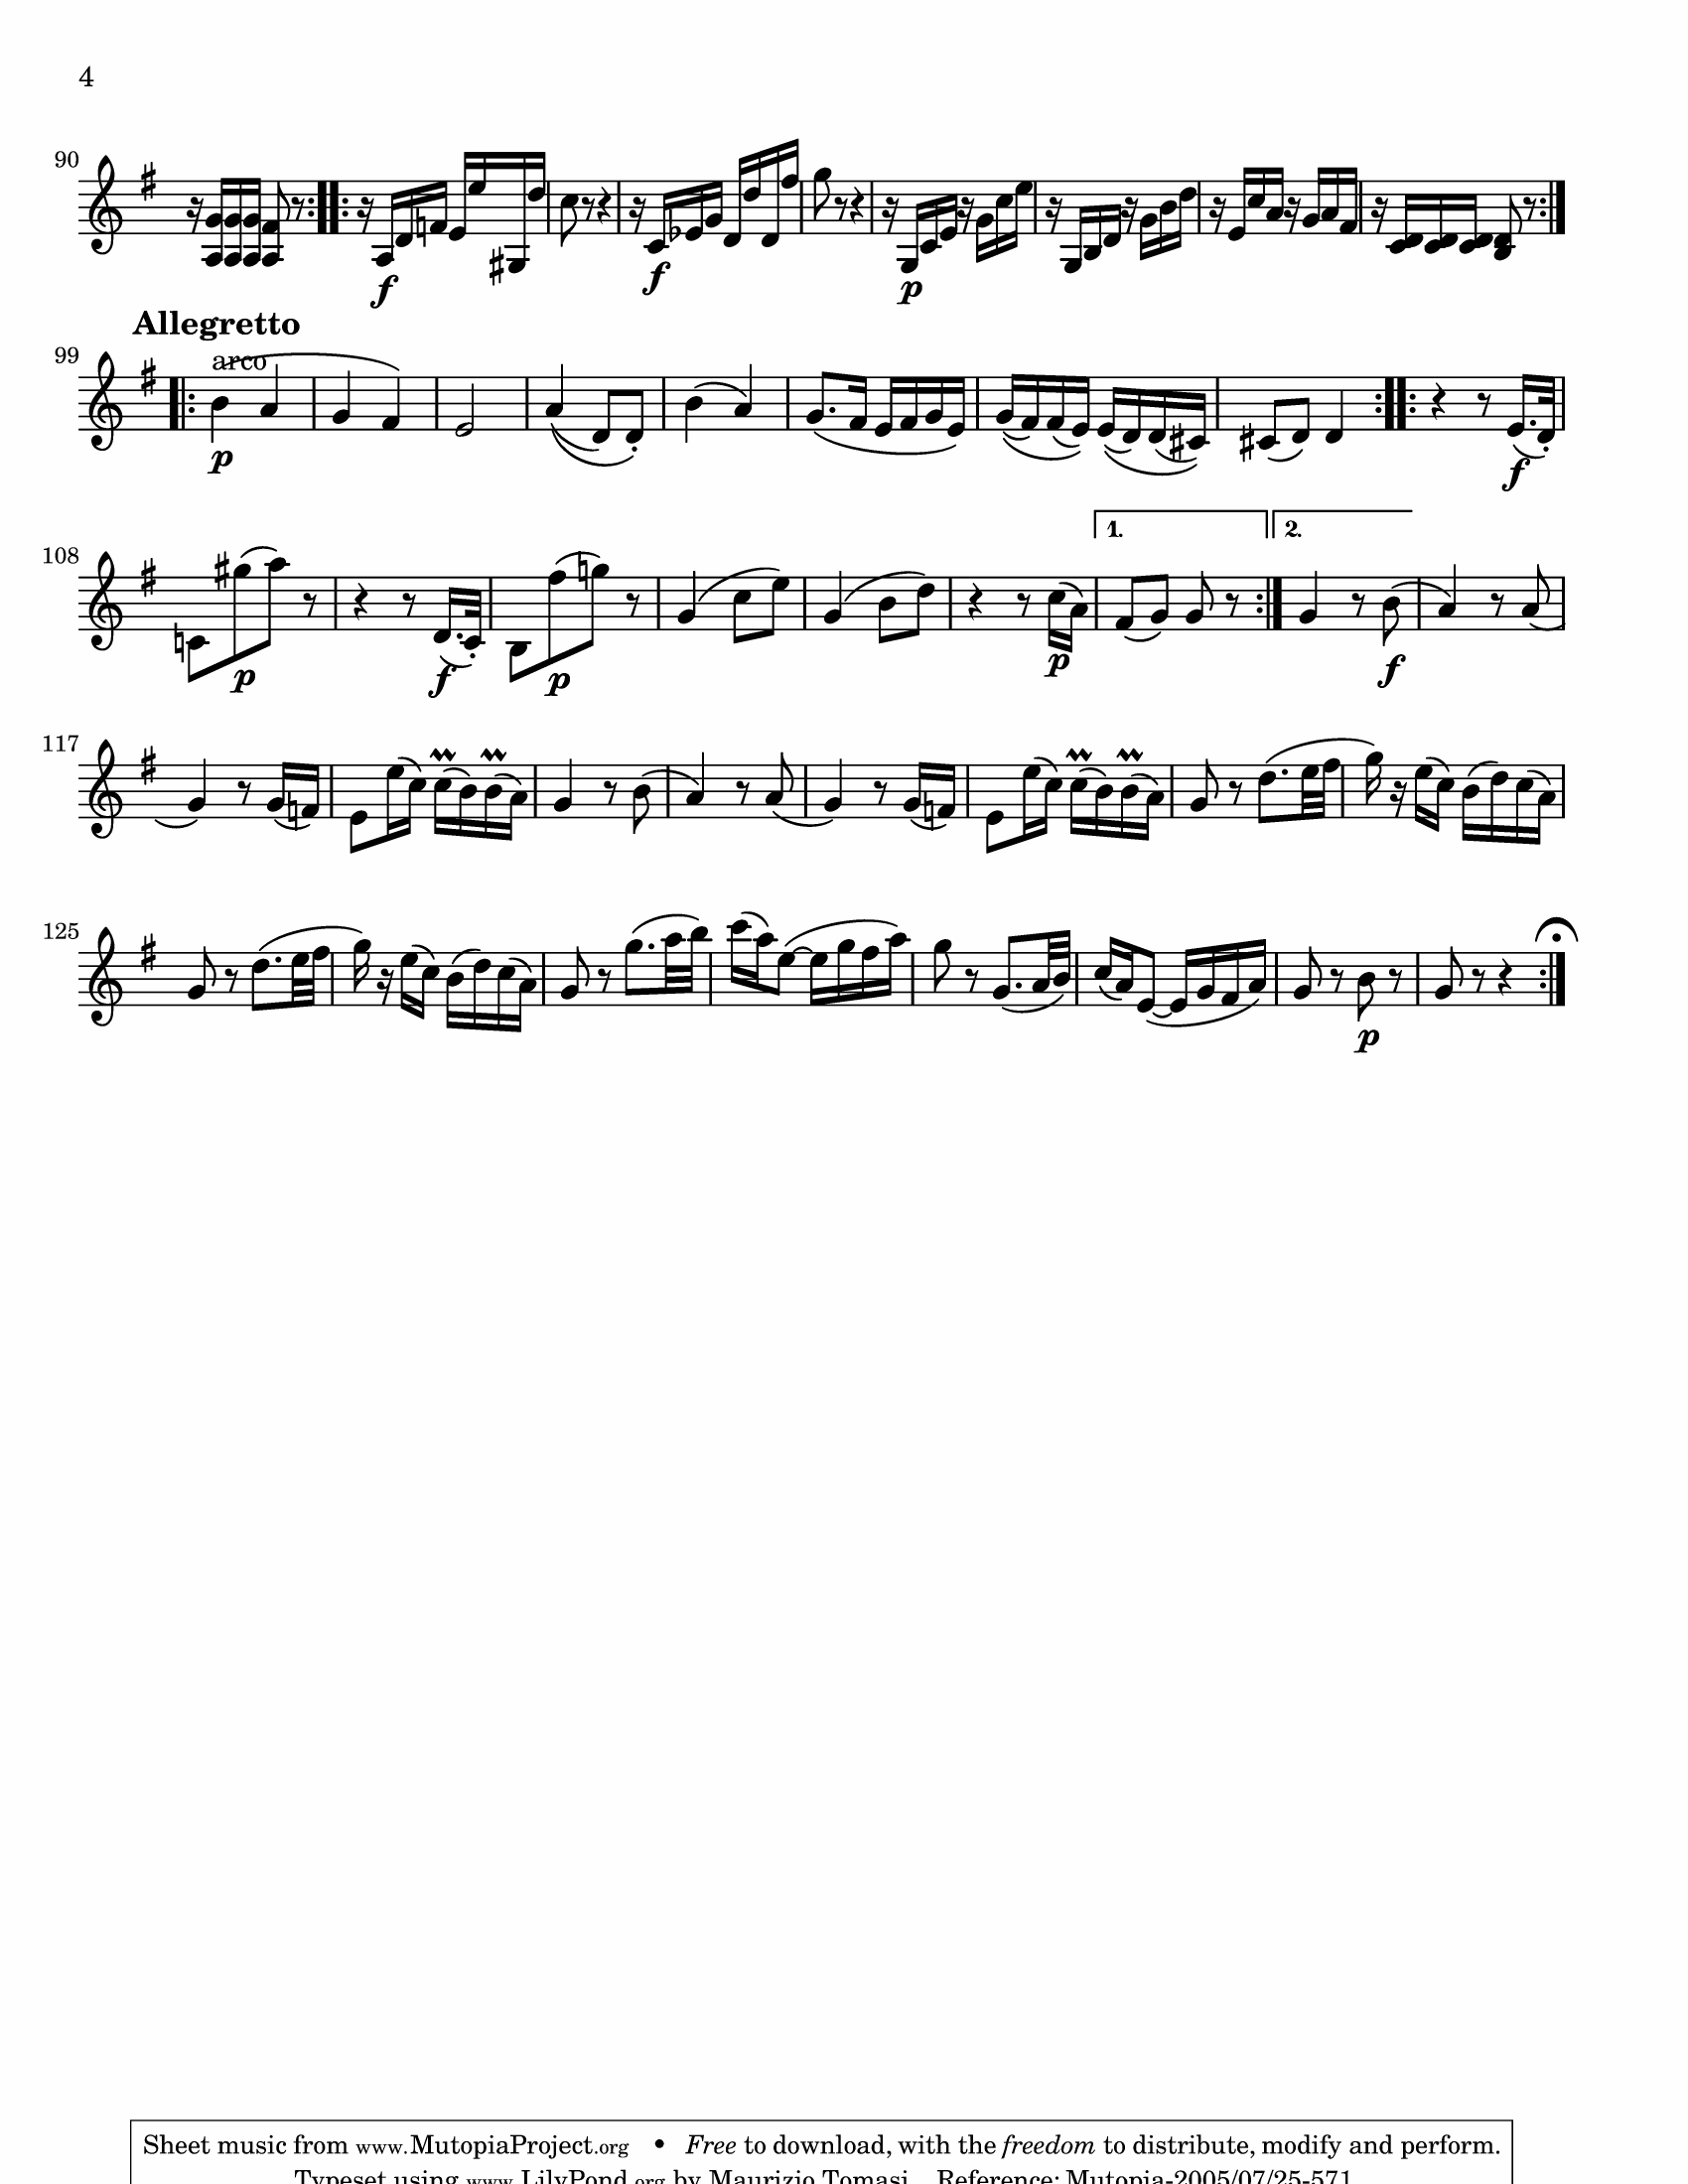 4
90
f
f
p
Allegretto
99
arco
p
f
108
p
f
p
p
1.
2.
f
117
125
p
Sheet music from www.MutopiaProject.org • Free to download, with the freedom to distribute, modify and perform.
Typeset using www.LilyPond.org by Maurizio Tomasi. Reference: Mutopia-2005/07/25-571